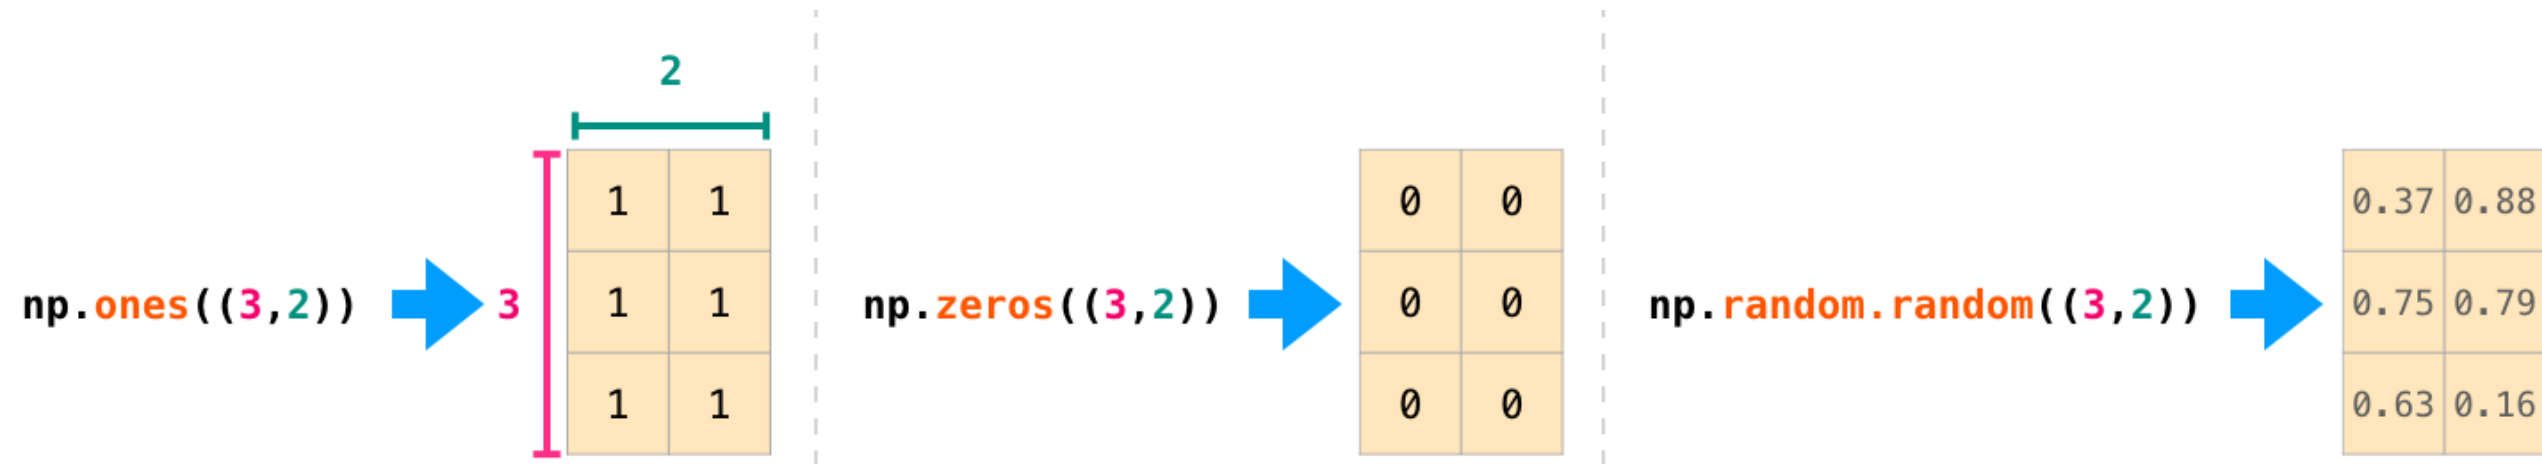 2
1 1
0 0
0.37 0.88
np.ones((3,2)) 3 1 1
np.zeros((3,2)) 0 0
np.random.random((3,2)) 0.75 0.79
1 1
0 0
0.63 0.16